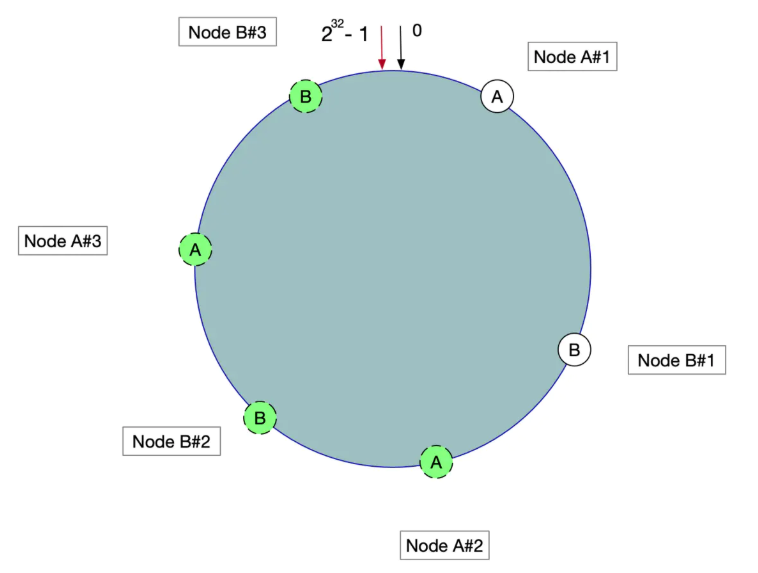 Node B#3
2^32 - 1
0
Node A#1
B
A
Node A#3
A
B
Node B#1
Node B#2
B
A
Node A#2